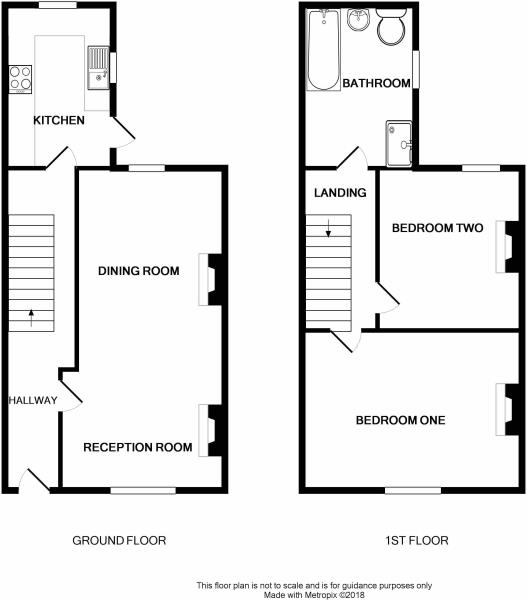 KITCHEN
DINING ROOM
HALLWAY
RECEPTION ROOM
GROUND FLOOR
BATHROOM
LANDING
BEDROOM TWO
BEDROOM ONE
1ST FLOOR
This floor plan is not to scale and is for guidance purposes only
Made with Metropix ©2018